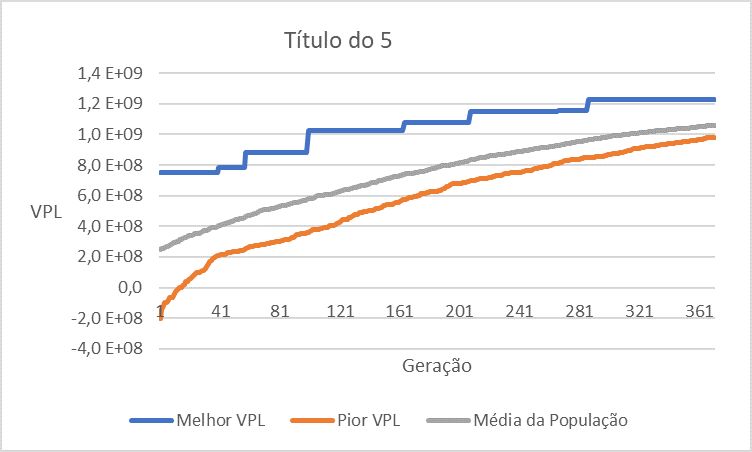 Título do 5
1,4 E+09
1,2 E+09
1,0 E+09
8,0 E+08
6,0 E+08
VPL
4,0 E+08
2,0 E+08
0,0
-2,0 E+08
-4,0 E+08
1 41 81 121 161 201 241 281 321 361
Geração
Melhor VPL Pior VPL Média da População